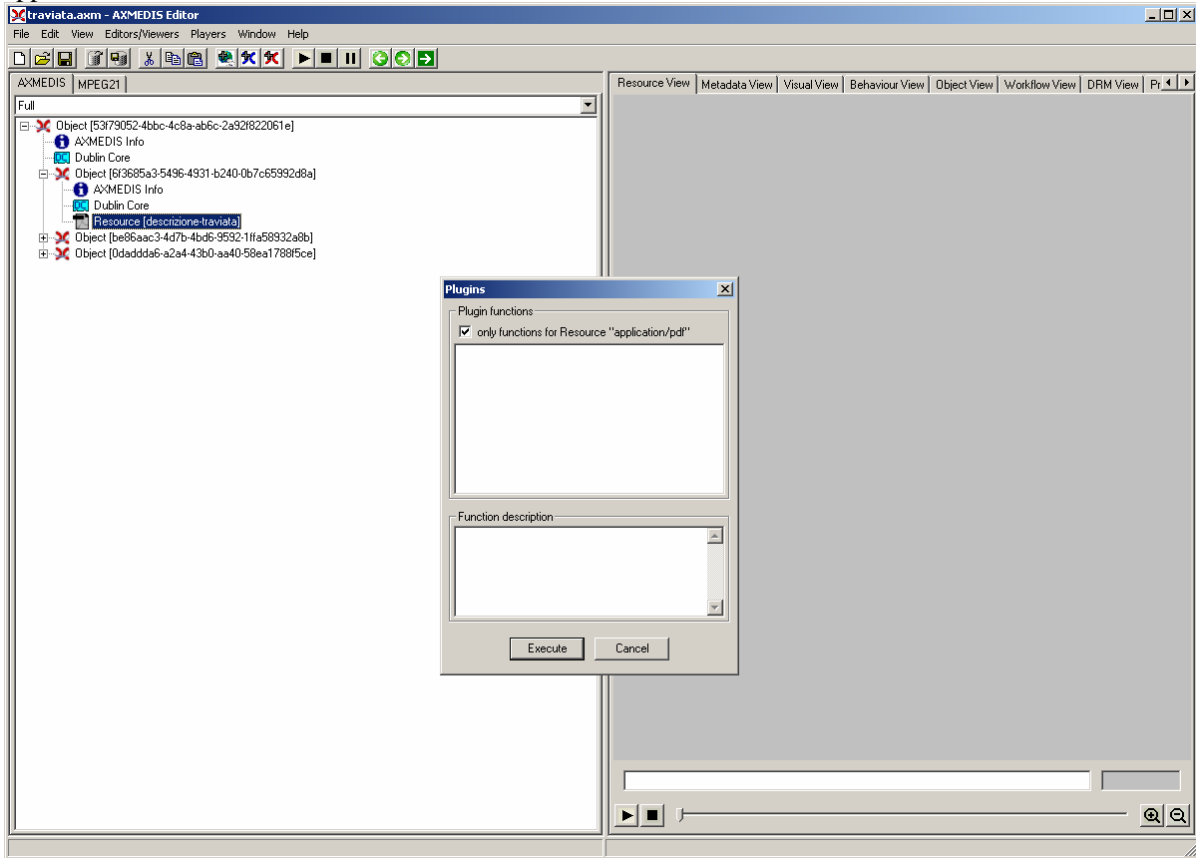 traviata.axm - AXMEDIS Editor
File Edit View Editors/Viewers Players Window Help
AXMEDIS MPEG21
Resource View Metadata View Visual View Behaviour View Object View Workflow View DRM View Pr
Full
Object [53f79052-4bbc-4c8a-ab6c-2a92f822061e]
AXMEDIS Info
Dublin Core
Object [6f3685a3-5496-4931-b240-0b7c65992d8a]
AXMEDIS Info
Dublin Core
Resource [descrizione-traviata]
Object [be86aac3-4d7b-4bd6-9592-1ffa58932a8b]
Object [0daddda6-a2a4-43b0-aa40-58ea1788f5ce]
Plugins
Plugin functions
only functions for Resource "application/pdf"
Function description
Execute Cancel